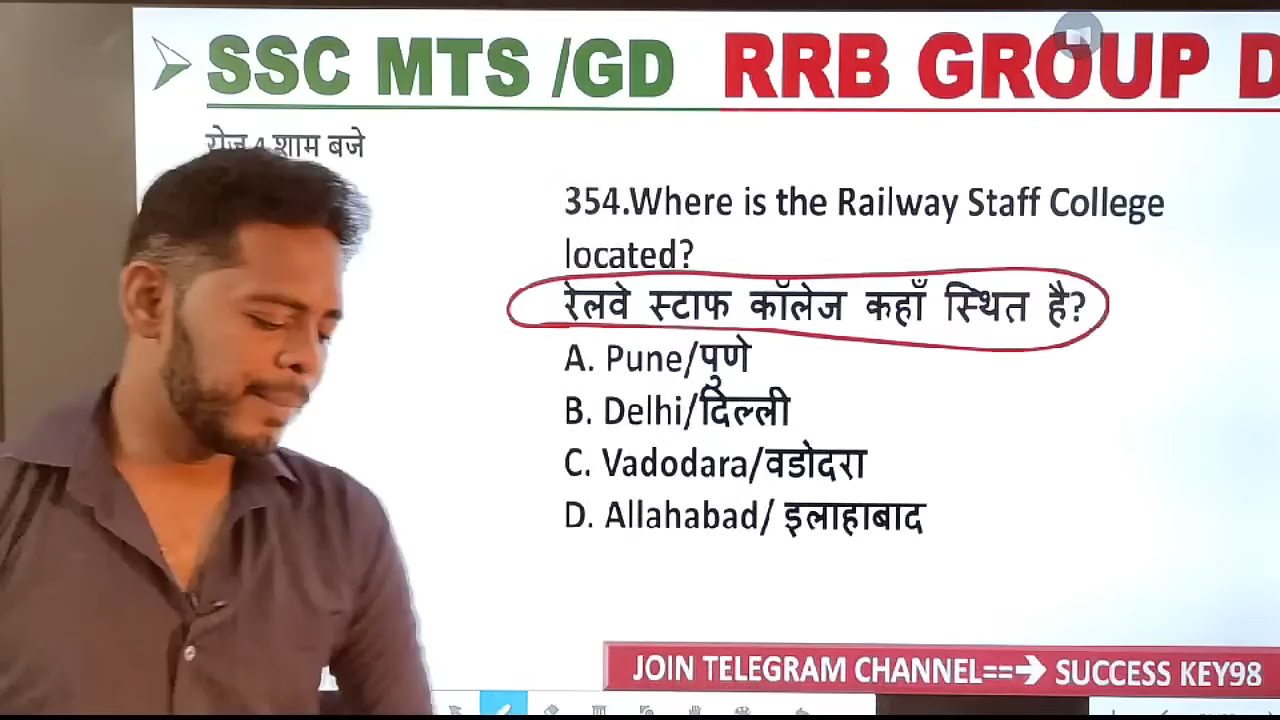 SSC MTS /GD RRB GROUP D
रोज 4 शाम बजे
354.Where is the Railway Staff College
located?
रेलवे स्टाफ कॉलेज कहाँ स्थित है?
A. Pune/पुणे
B. Delhi/दिल्ली
C. Vadodara/वडोदरा
D. Allahabad/ इलाहाबाद
JOIN TELEGRAM CHANNEL==➔ SUCCESS KEY98